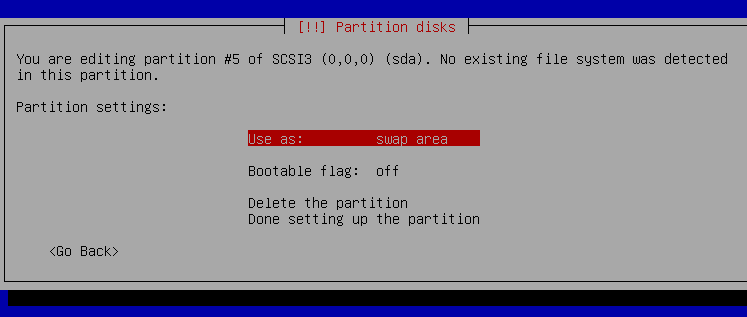 [!!] Partition disks
You are editing partition #5 of SCSI3 (0,0,0) (sda). No existing file system was detected
in this partition.
Partition settings:
Use as: swap area
Bootable flag: off
Delete the partition
Done setting up the partition
<Go Back>